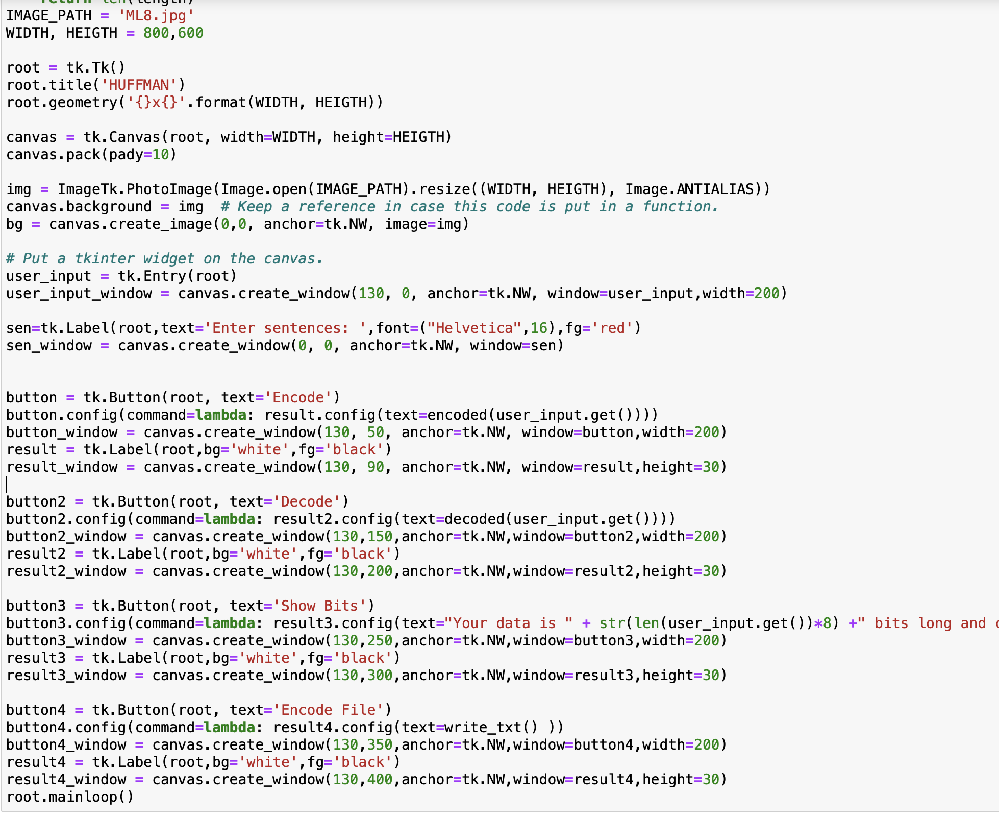 return len(length)
IMAGE_PATH = 'ML8.jpg'
WIDTH, HEIGTH = 800,600
root = tk.Tk()
root.title('HUFFMAN')
root.geometry('{}x{}'.format(WIDTH, HEIGTH))
canvas = tk.Canvas(root, width=WIDTH, height=HEIGTH)
canvas.pack(pady=10)
img = ImageTk.PhotoImage(Image.open(IMAGE_PATH).resize((WIDTH, HEIGTH), Image.ANTIALIAS))
canvas.background = img  # Keep a reference in case this code is put in a function.
bg = canvas.create_image(0,0, anchor=tk.NW, image=img)
# Put a tkinter widget on the canvas.
user_input = tk.Entry(root)
user_input_window = canvas.create_window(130, 0, anchor=tk.NW, window=user_input,width=200)
sen=tk.Label(root,text='Enter sentences: ',font=("Helvetica",16),fg='red')
sen_window = canvas.create_window(0, 0, anchor=tk.NW, window=sen)
button = tk.Button(root, text='Encode')
button.config(command=lambda: result.config(text=encoded(user_input.get())))
button_window = canvas.create_window(130, 50, anchor=tk.NW, window=button,width=200)
result = tk.Label(root,bg='white',fg='black')
result_window = canvas.create_window(130, 90, anchor=tk.NW, window=result,height=30)
button2 = tk.Button(root, text='Decode')
button2.config(command=lambda: result2.config(text=decoded(user_input.get())))
button2_window = canvas.create_window(130,150,anchor=tk.NW,window=button2,width=200)
result2 = tk.Label(root,bg='white',fg='black')
result2_window = canvas.create_window(130,200,anchor=tk.NW,window=result2,height=30)
button3 = tk.Button(root, text='Show Bits')
button3.config(command=lambda: result3.config(text="Your data is " + str(len(user_input.get())*8) +" bits long and
button3_window = canvas.create_window(130,250,anchor=tk.NW,window=button3,width=200)
result3 = tk.Label(root,bg='white',fg='black')
result3_window = canvas.create_window(130,300,anchor=tk.NW,window=result3,height=30)
button4 = tk.Button(root, text='Encode File')
button4.config(command=lambda: result4.config(text=write_txt() ))
button4_window = canvas.create_window(130,350,anchor=tk.NW,window=button4,width=200)
result4 = tk.Label(root,bg='white',fg='black')
result4_window = canvas.create_window(130,400,anchor=tk.NW,window=result4,height=30)
root.mainloop()